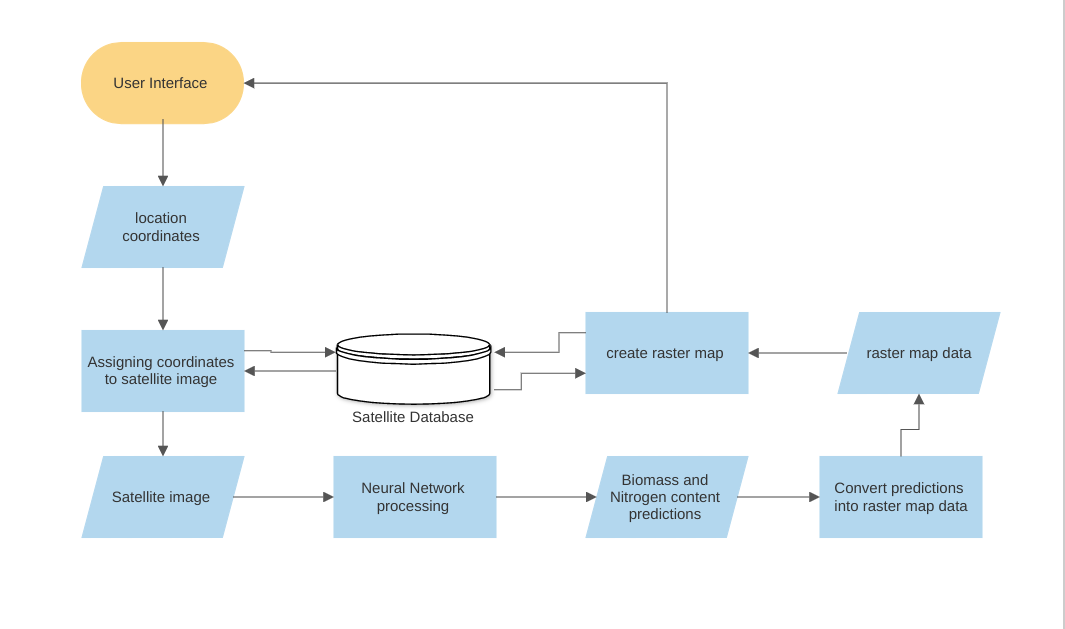 User Interface
location
coordinates
Assigning coordinates
to satellite image
Satellite Database
create raster map
raster map data
Satellite image
Neural Network
processing
Biomass and
Nitrogen content
predictions
Convert predictions
into raster map data